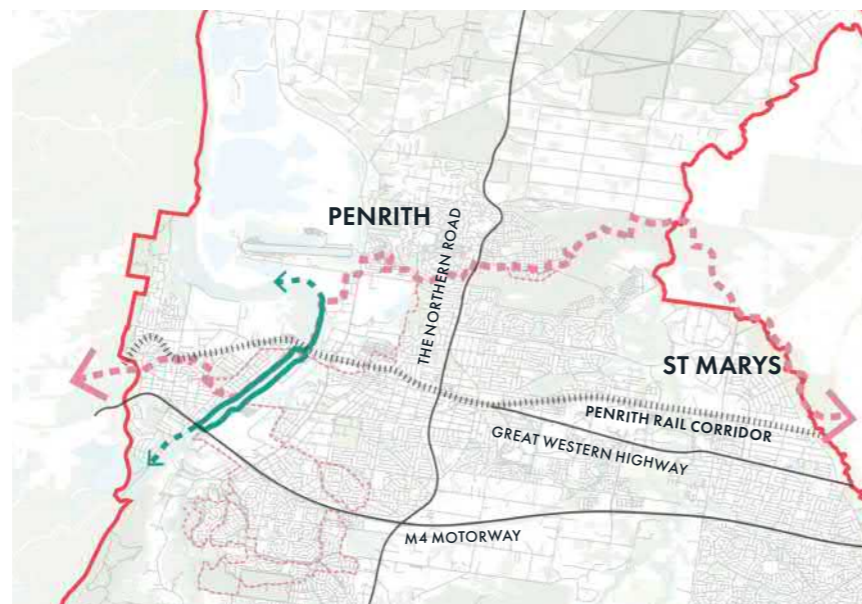 PENRITH
THE NORTHERN ROAD
ST MARYS
PENRITH RAIL CORRIDOR
GREAT WESTERN HIGHWAY
M4 MOTORWAY